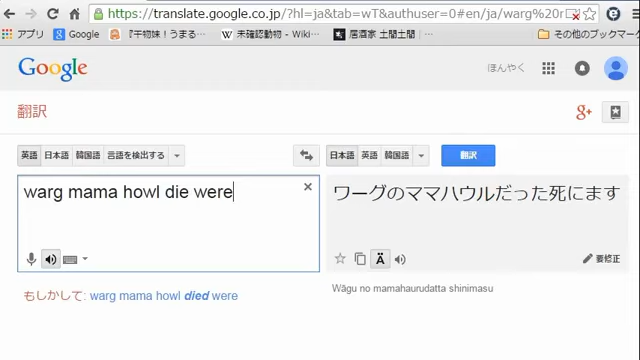 https://translate.google.co.jp/?hl=ja&tab=wT&authuser=0#en/ja/warg%20m
アプリ Google 『干物妹！うまる… 未確認動物 - Wiki… 居酒家 土間土間 | … その他のブックマーク
Google ほんやく
翻訳 g+
英語 日本語 韓国語 言語を検出する 日本語 英語 韓国語 翻訳
warg mama howl die were
ワーグのママハウルだった死にます
Ä 要修正
もしかして: warg mama howl died were
Wāgu no mamahaurudatta shinimasu